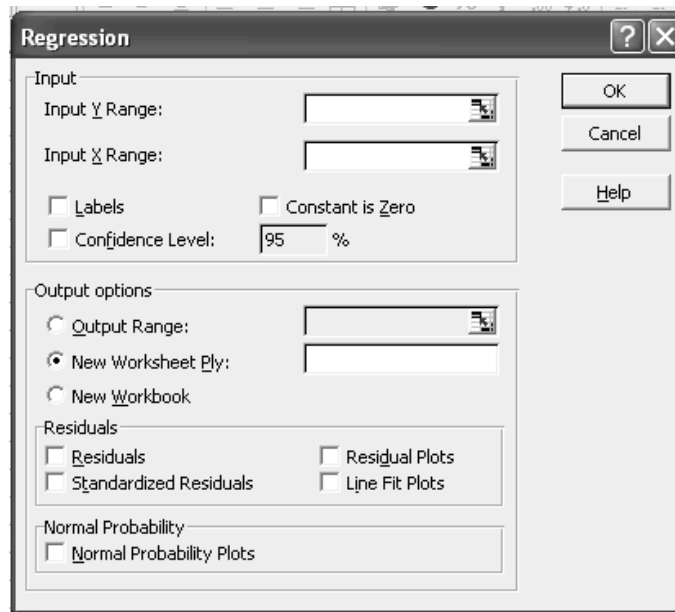 Regression
Input
Input Y Range:
Input X Range:
Labels
Constant is Zero
Confidence Level:
95 %
OK
Cancel
Help
Output options
Output Range:
New Worksheet Ply:
New Workbook
Residuals
Residuals
Residual Plots
Standardized Residuals
Line Fit Plots
Normal Probability
Normal Probability Plots